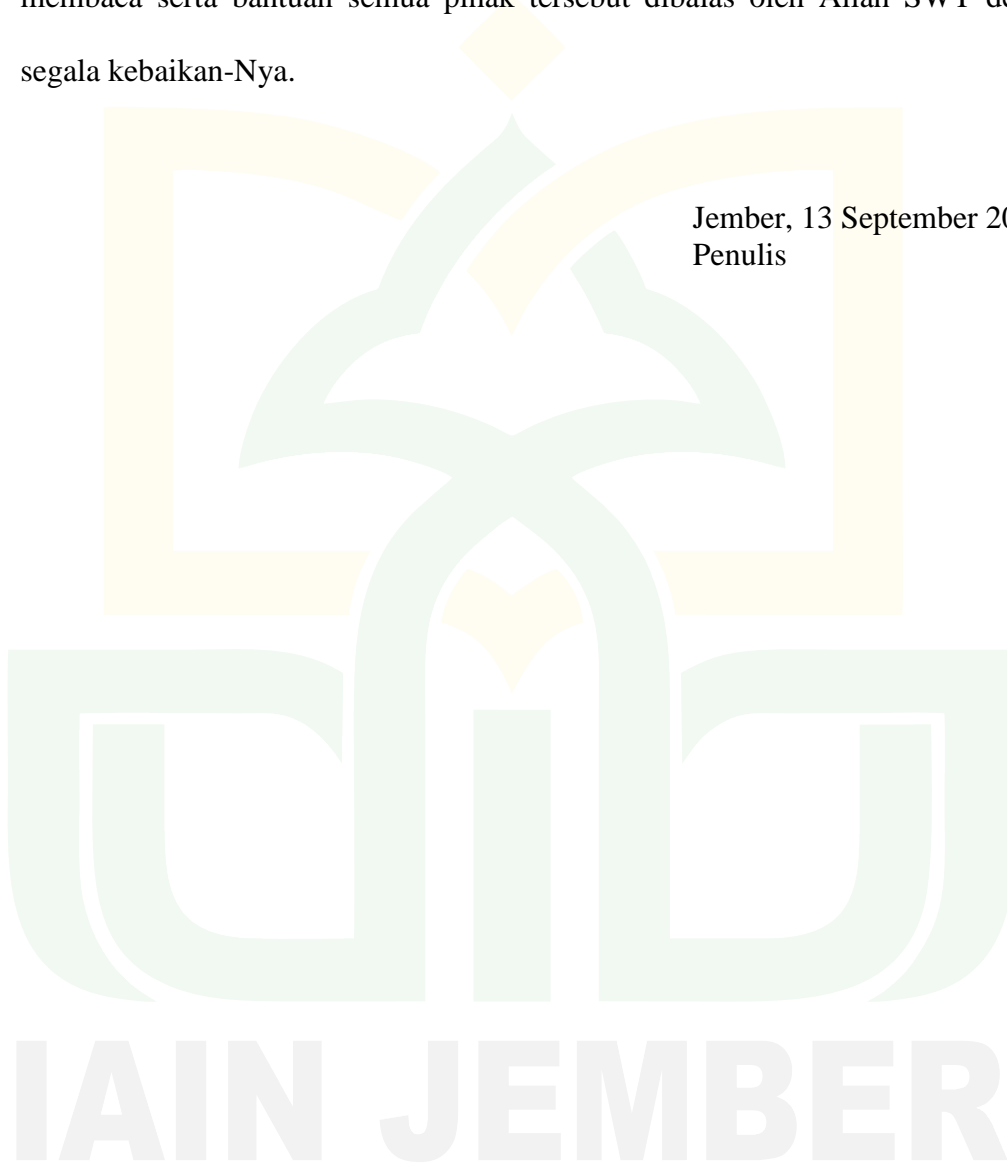 membaca serta bantuan semua pihak tersebut dibalas oleh Allah SWT
segala kebaikan-Nya.
Jember, 13 September
Penulis
IAIN JEMBER